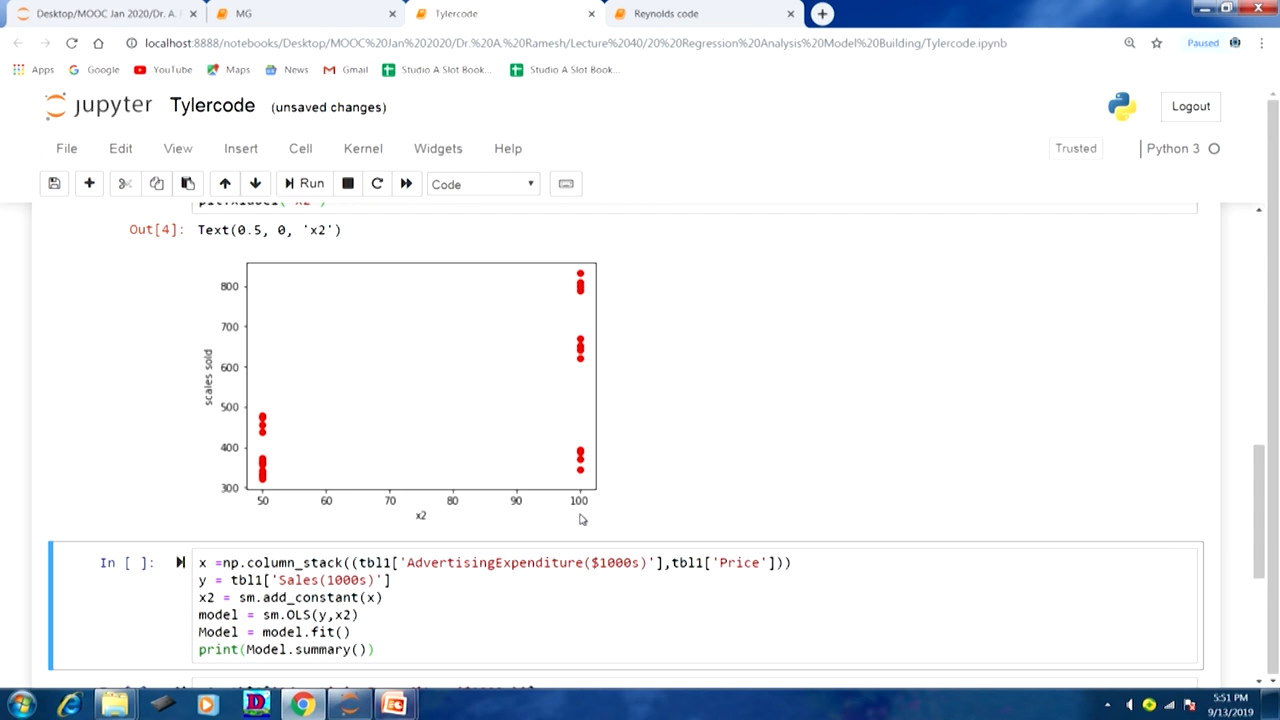 Desktop/MOOC Jan 2020/Dr. A. MG Tylercode Reynolds code
localhost:8888/notebooks/Desktop/MOOC%20Jan%202020/Dr.%20A.%20Ramesh/Lecture%2040/20%20Regression%20Analysis%20Model%20Building/Tylercode.ipynb Paused
Apps Google YouTube Maps News Gmail Studio A Slot Book... Studio A Slot Book...
jupyter Tylercode (unsaved changes) Logout
File Edit View Insert Cell Kernel Widgets Help Trusted Python 3
Run Code
Out[4]: Text(0.5, 0, 'x2')
800
700
600
500
400
300
scales sold
50 60 70 80 90 100
x2
In [ ]: x =np.column_stack((tbl1['AdvertisingExpenditure($1000s)'],tbl1['Price']))
y = tbl1['Sales(1000s)']
x2 = sm.add_constant(x)
model = sm.OLS(y,x2)
Model = model.fit()
print(Model.summary())
5:51 PM
9/13/2019